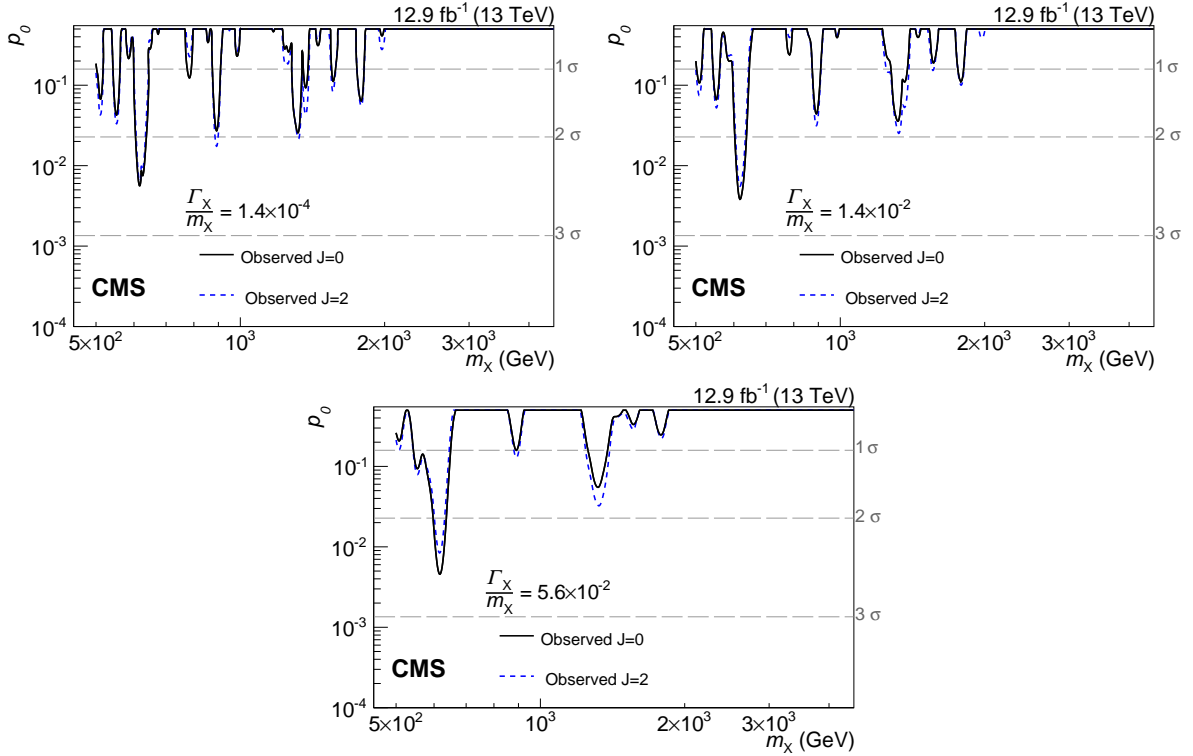 12.9 fb⁻¹ (13 TeV)
p₀
10⁻¹
10⁻²
10⁻³
10⁻⁴
1 σ
2 σ
3 σ
Γ_X/m_X = 1.4×10⁻⁴
Observed J=0
CMS
Observed J=2
5×10² 10³ 2×10³ 3×10³
m_X (GeV)
12.9 fb⁻¹ (13 TeV)
p₀
10⁻¹
10⁻²
10⁻³
10⁻⁴
1 σ
2 σ
3 σ
Γ_X/m_X = 1.4×10⁻²
Observed J=0
CMS
Observed J=2
5×10² 10³ 2×10³ 3×10³
m_X (GeV)
12.9 fb⁻¹ (13 TeV)
p₀
10⁻¹
10⁻²
10⁻³
10⁻⁴
1 σ
2 σ
3 σ
Γ_X/m_X = 5.6×10⁻²
Observed J=0
CMS
Observed J=2
5×10² 10³ 2×10³ 3×10³
m_X (GeV)